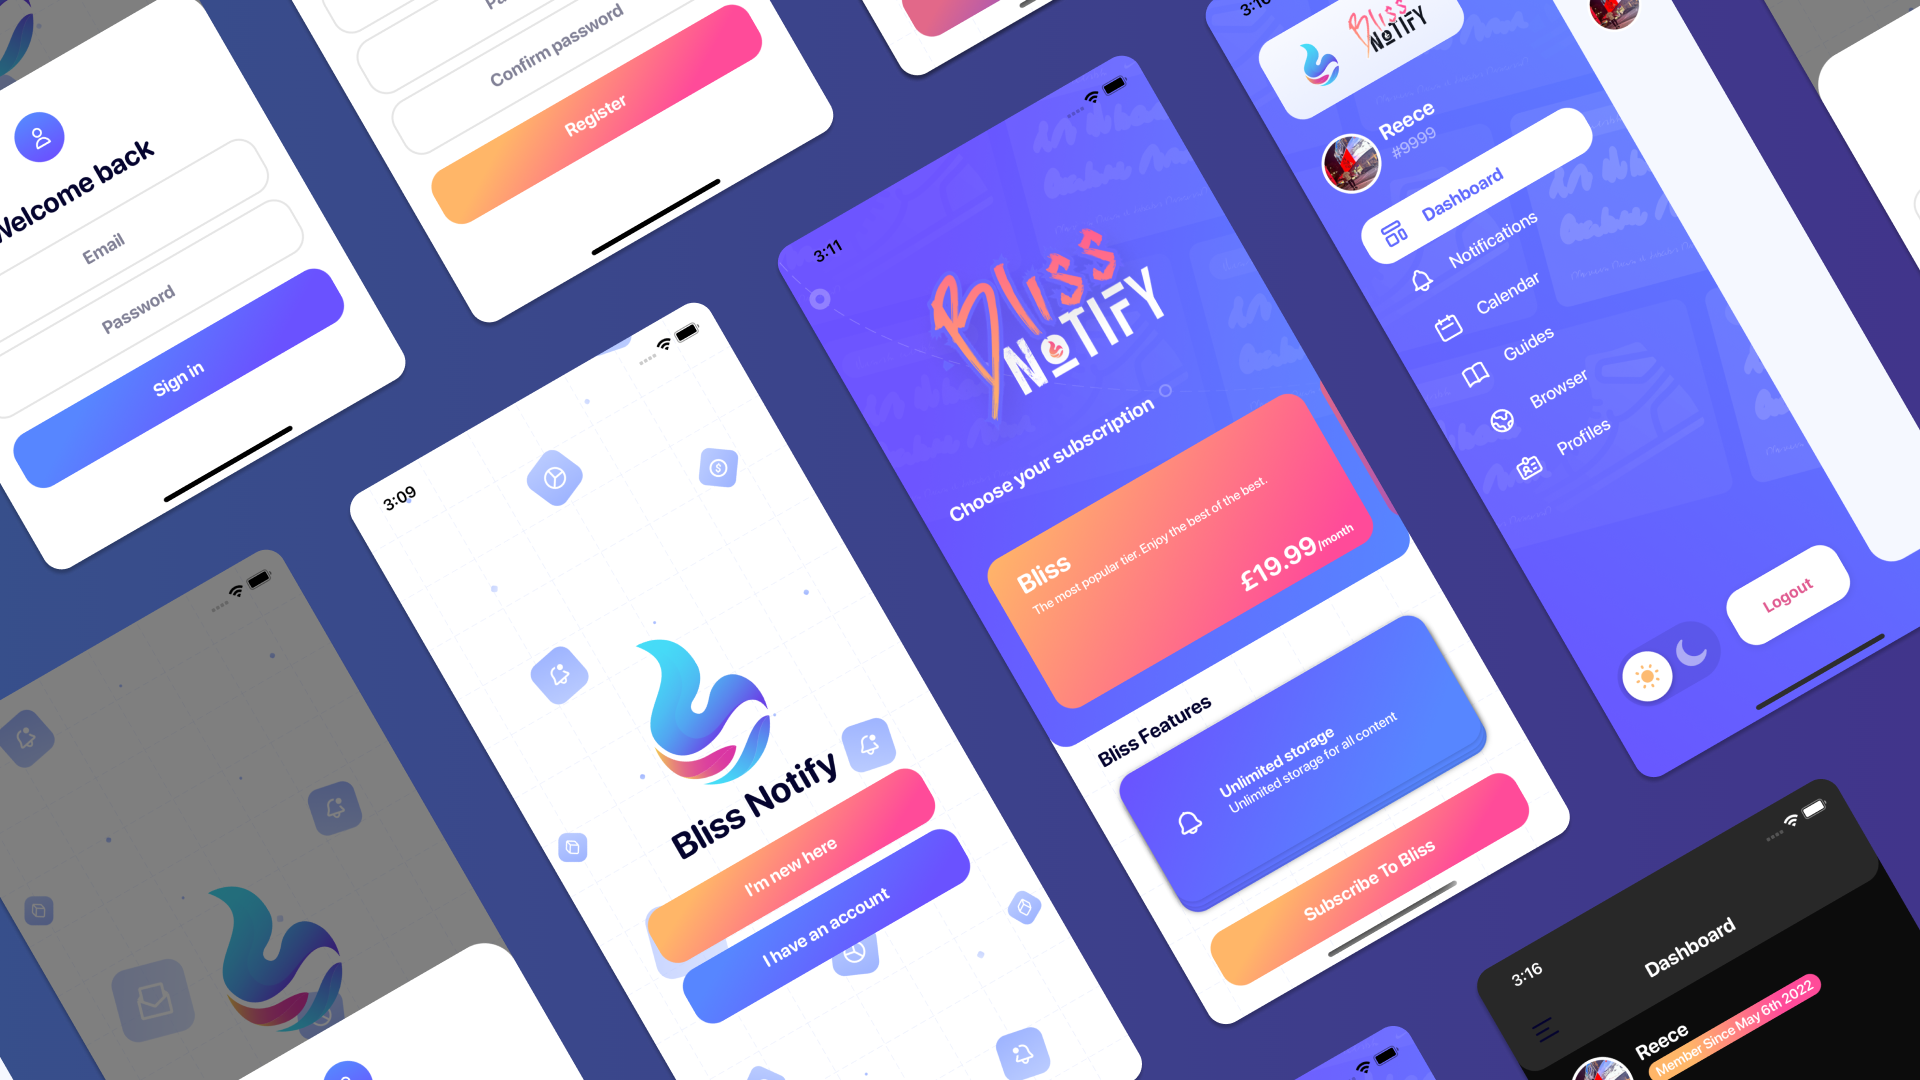 Welcome back
Email
Password
Sign in
Confirm password
Register
3:09
Bliss Notify
I'm new here
I have an account
3:11
Bliss
NOTIFY
Choose your subscription
Bliss
The most popular tier. Enjoy the best of the best.
£19.99/month
Bliss Features
Unlimited storage
Unlimited storage for all content
Subscribe To Bliss
Bliss
NOTIFY
Reece
#9999
Dashboard
Notifications
Calendar
Guides
Browser
Profiles
Logout
3:16
Dashboard
Reece
Member Since May 6th 2022